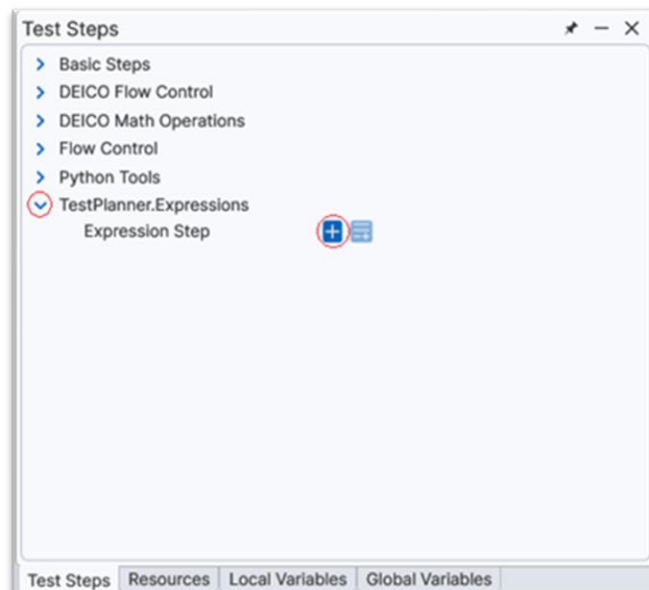 Test Steps
Basic Steps
DEICO Flow Control
DEICO Math Operations
Flow Control
Python Tools
TestPlanner.Expressions
Expression Step
Test Steps Resources Local Variables Global Variables